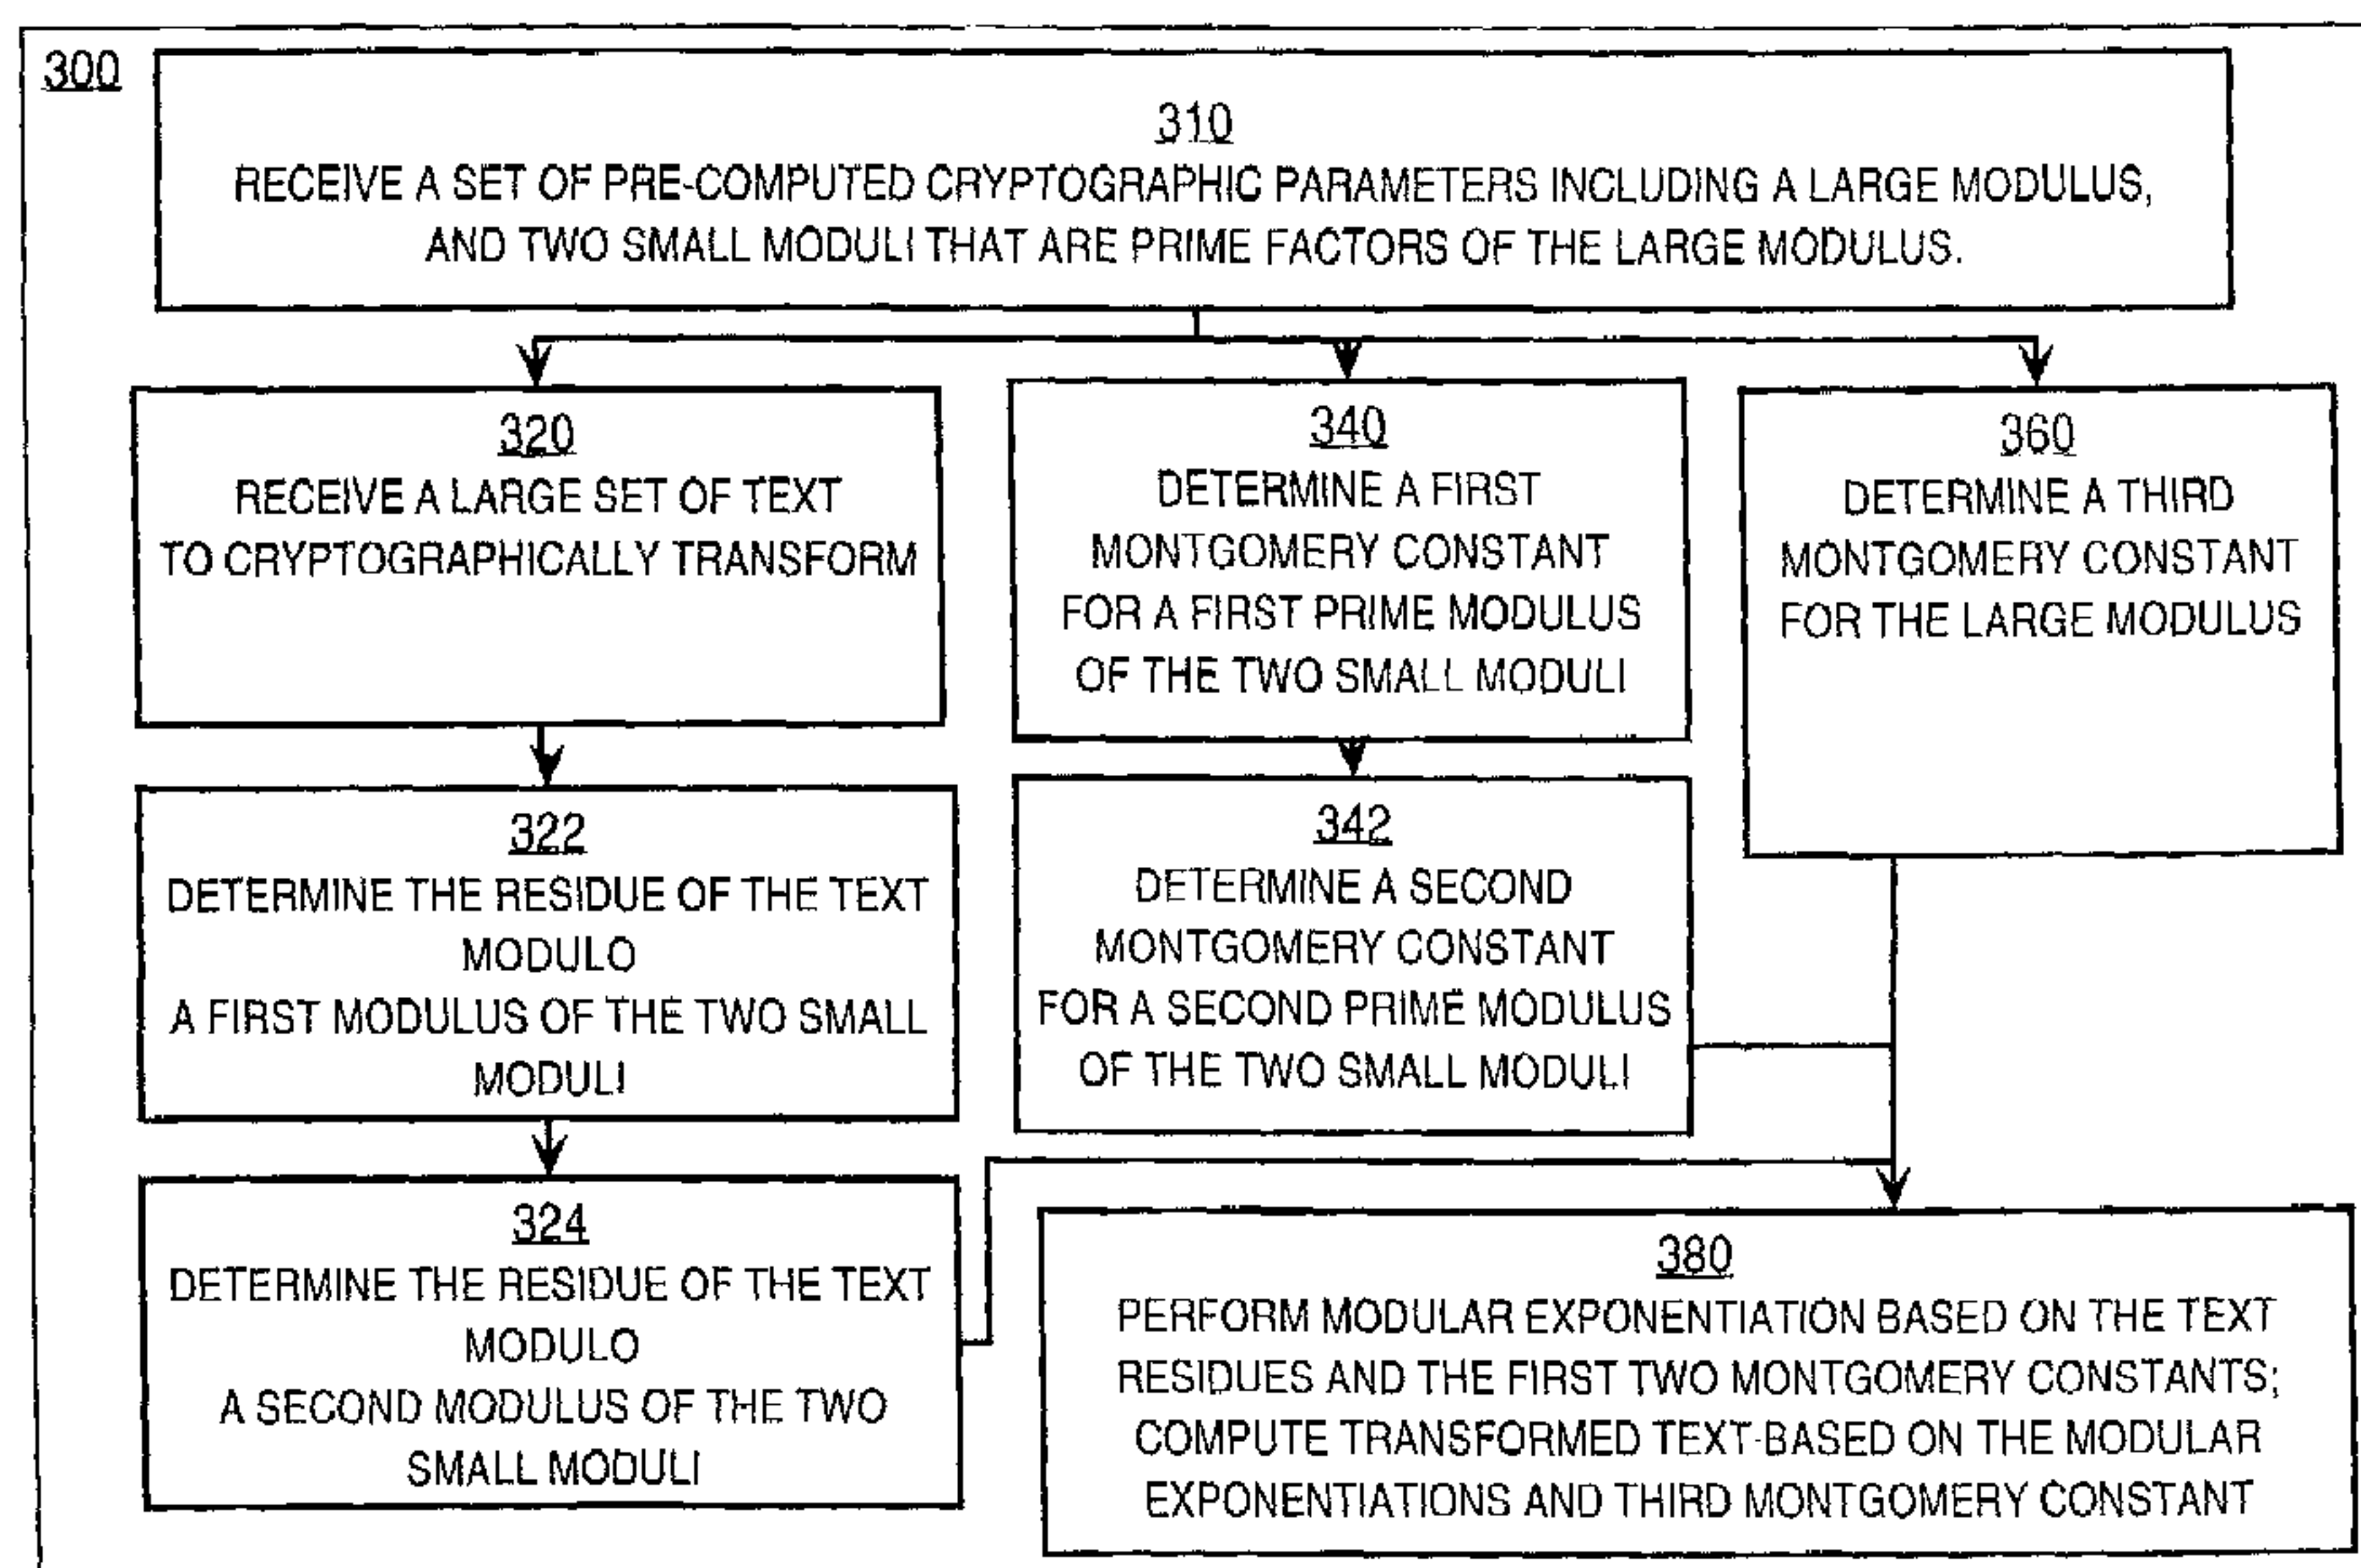 300
310
RECEIVE A SET OF PRE-COMPUTED CRYPTOGRAPHIC PARAMETERS INCLUDING A LARGE MODULUS,
AND TWO SMALL MODULI THAT ARE PRIME FACTORS OF THE LARGE MODULUS.
320
RECEIVE A LARGE SET OF TEXT
TO CRYPTOGRAPHICALLY TRANSFORM
340
DETERMINE A FIRST
MONTGOMERY CONSTANT
FOR A FIRST PRIME MODULUS
OF THE TWO SMALL MODULI
360
DETERMINE A THIRD
MONTGOMERY CONSTANT
FOR THE LARGE MODULUS
322
DETERMINE THE RESIDUE OF THE TEXT
MODULO
A FIRST MODULUS OF THE TWO SMALL
MODULI
342
DETERMINE A SECOND
MONTGOMERY CONSTANT
FOR A SECOND PRIME MODULUS
OF THE TWO SMALL MODULI
324
DETERMINE THE RESIDUE OF THE TEXT
MODULO
A SECOND MODULUS OF THE TWO
SMALL MODULI
380
PERFORM MODULAR EXPONENTIATION BASED ON THE TEXT
RESIDUES AND THE FIRST TWO MONTGOMERY CONSTANTS;
COMPUTE TRANSFORMED TEXT-BASED ON THE MODULAR
EXPONENTIATIONS AND THIRD MONTGOMERY CONSTANT